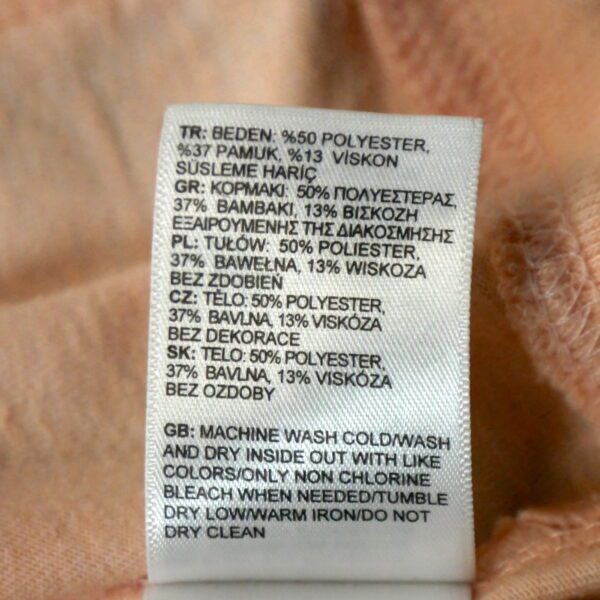 TR: BEDEN: %50 POLYESTER,
%37 PAMUK, %13 VİSKON
SÜSLEME HARİÇ
GR: ΚΟΡΜΑΚΙ: 50% ΠΟΛΥΕΣΤΕΡΑΣ,
37% ΒΑΜΒΑΚΙ, 13% ΒΙΣΚΟΖΗ
ΕΞΑΙΡΟΥΜΕΝΗΣ ΤΗΣ ΔΙΑΚΟΣΜΗΣΗΣ
PL: TUŁÓW: 50% POLIESTER,
37% BAWEŁNA, 13% WISKOZA
BEZ ZDOBIEŃ
CZ: TĚLO: 50% POLYESTER,
37% BAVLNA, 13% VISKÓZA
BEZ DEKORACE
SK: TELO: 50% POLYESTER,
37% BAVLNA, 13% VISKÓZA
BEZ OZDOBY
GB: MACHINE WASH COLD/WASH
AND DRY INSIDE OUT WITH LIKE
COLORS/ONLY NON CHLORINE
BLEACH WHEN NEEDED/TUMBLE
DRY LOW/WARM IRON/DO NOT
DRY CLEAN